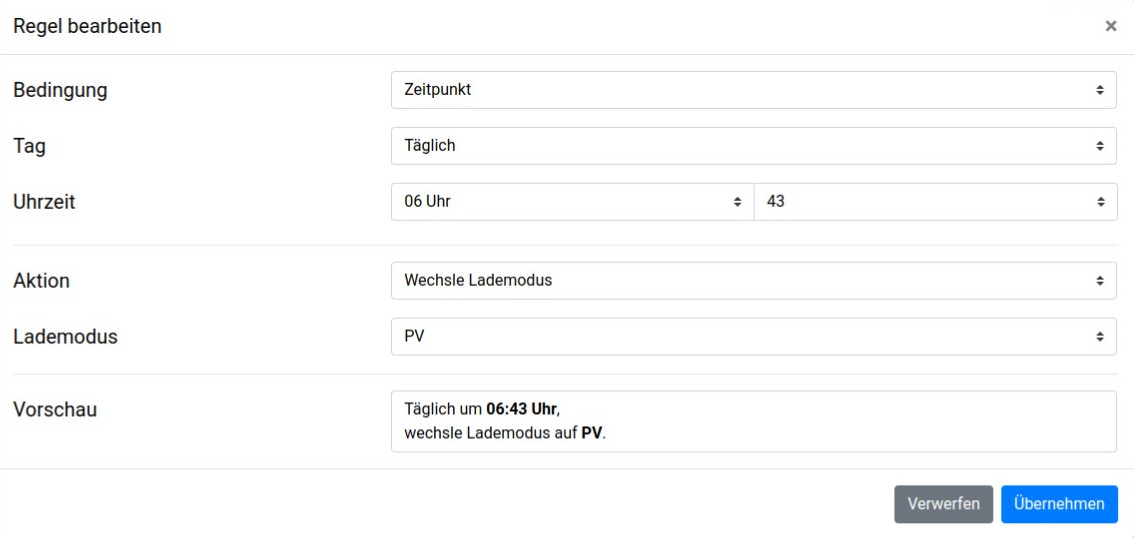 Regel bearbeiten ×
Bedingung Zeitpunkt
Tag Täglich
Uhrzeit 06 Uhr 43
Aktion Wechsle Lademodus
Lademodus PV
Vorschau Täglich um 06:43 Uhr,
wechsle Lademodus auf PV.
Verwerfen Übernehmen